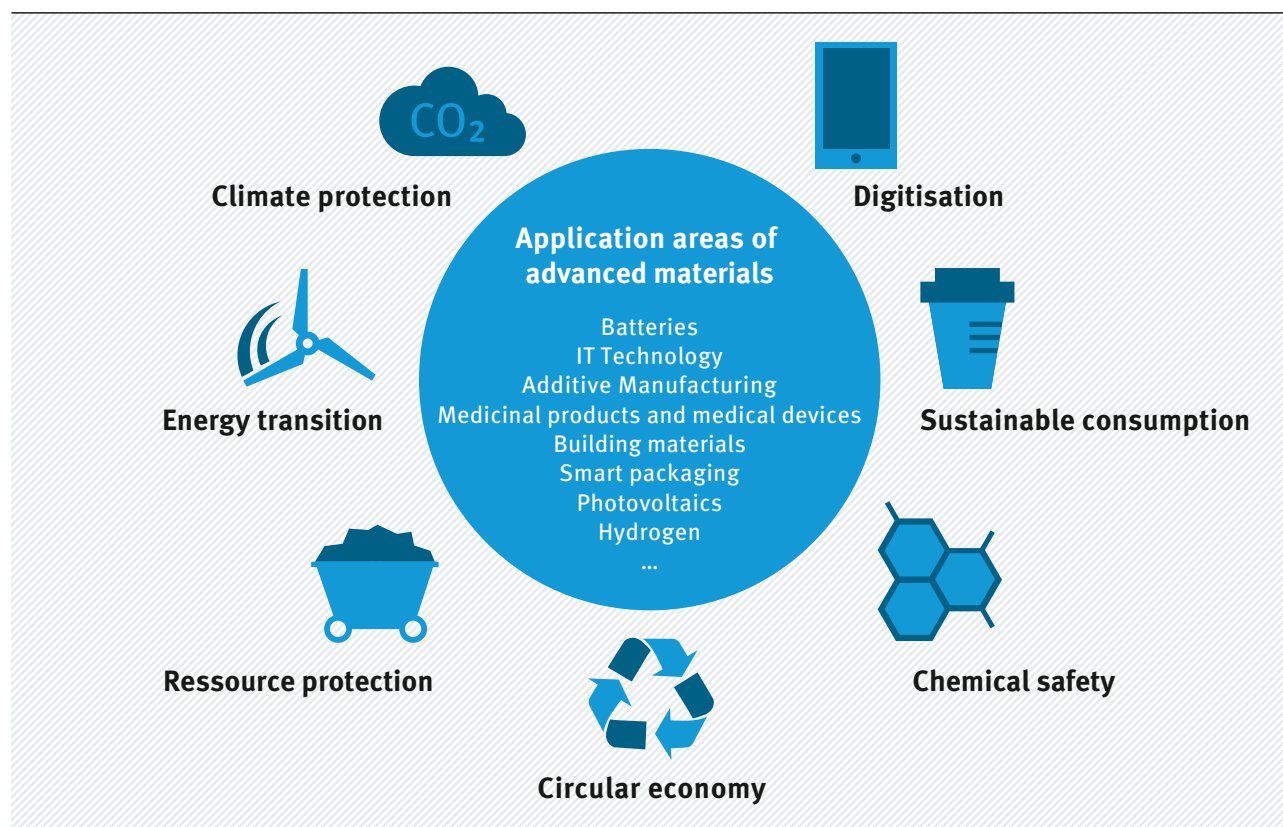 CO₂
Climate protection
Digitisation
Application areas of
advanced materials
Batteries
IT Technology
Additive Manufacturing
Medicinal products and medical devices
Building materials
Smart packaging
Photovoltaics
Hydrogen
...
Energy transition
Sustainable consumption
Ressource protection
Chemical safety
Circular economy